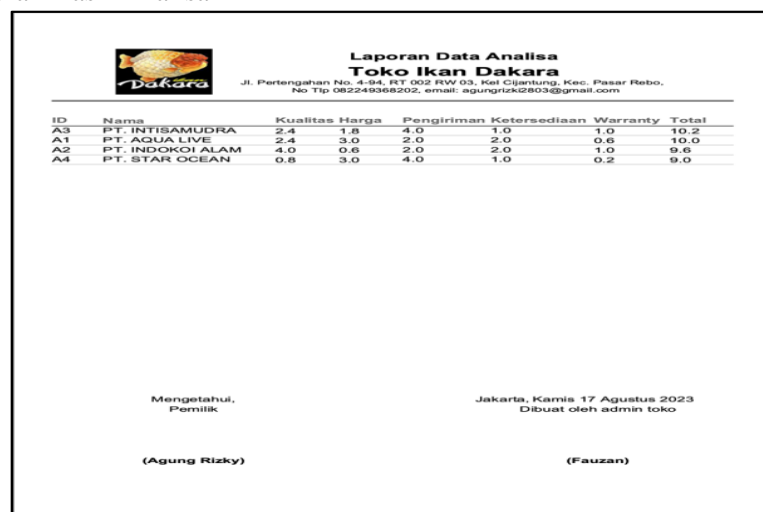 Dakara
Laporan Data Analisa
Toko Ikan Dakara
Jl. Pertengahan No. 4-94, RT 002 RW 03, Kel Cijantung, Kec. Pasar Rebo,
No Tlp 082249368202, email: agungrizki2803@gmail.com
ID Nama Kualitas Harga Pengiriman Ketersediaan Warranty Total
A3 PT. INTISAMUDRA 2.4 1.8 4.0 1.0 1.0 10.2
A1 PT. AQUA LIVE 2.4 3.0 2.0 2.0 0.6 10.0
A2 PT. INDOKOI ALAM 4.0 0.6 2.0 2.0 1.0 9.6
A4 PT. STAR OCEAN 0.8 3.0 4.0 1.0 0.2 9.0
Mengetahui,
Pemilik
Jakarta, Kamis 17 Agustus 2023
Dibuat oleh admin toko
(Agung Rizky)
(Fauzan)